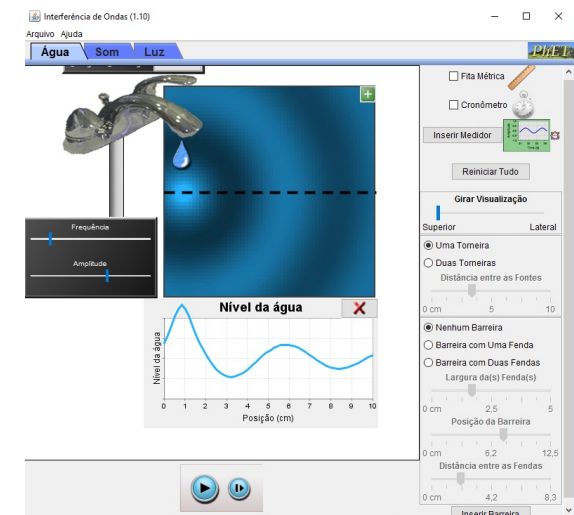 Interferência de Ondas (1.10)
Arquivo Ajuda
Água Som Luz
PhET
Fita Métrica
Cronômetro
Inserir Medidor
Reiniciar Tudo
Girar Visualização
Superior Lateral
Frequência
Amplitude
Uma Torneira
Duas Torneiras
Distância entre as Fontes
0 cm 5 10
Nenhum Barreira
Barreira com Uma Fenda
Barreira com Duas Fendas
Largura da(s) Fenda(s)
0 cm 2,5 5
Posição da Barreira
0 cm 6,2 12,5
Distância entre as Fendas
0 cm 4,2 8,3
Inserir Barreira
Nível da água
Nível da água
0 1 2 3 4 5 6 7 8 9 10
Posição (cm)